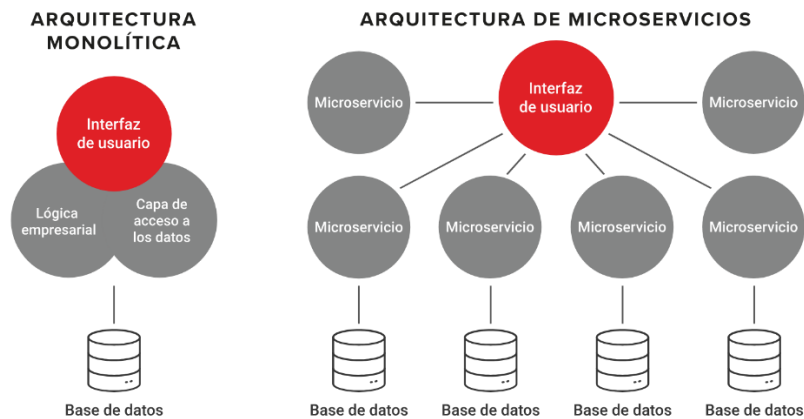 ARQUITECTURA
MONOLÍTICA
Interfaz
de usuario
Lógica
empresarial
Capa de
acceso a
los datos
Base de datos
ARQUITECTURA DE MICROSERVICIOS
Microservicio
Interfaz
de usuario
Microservicio
Microservicio
Microservicio
Microservicio
Microservicio
Base de datos
Base de datos
Base de datos
Base de datos